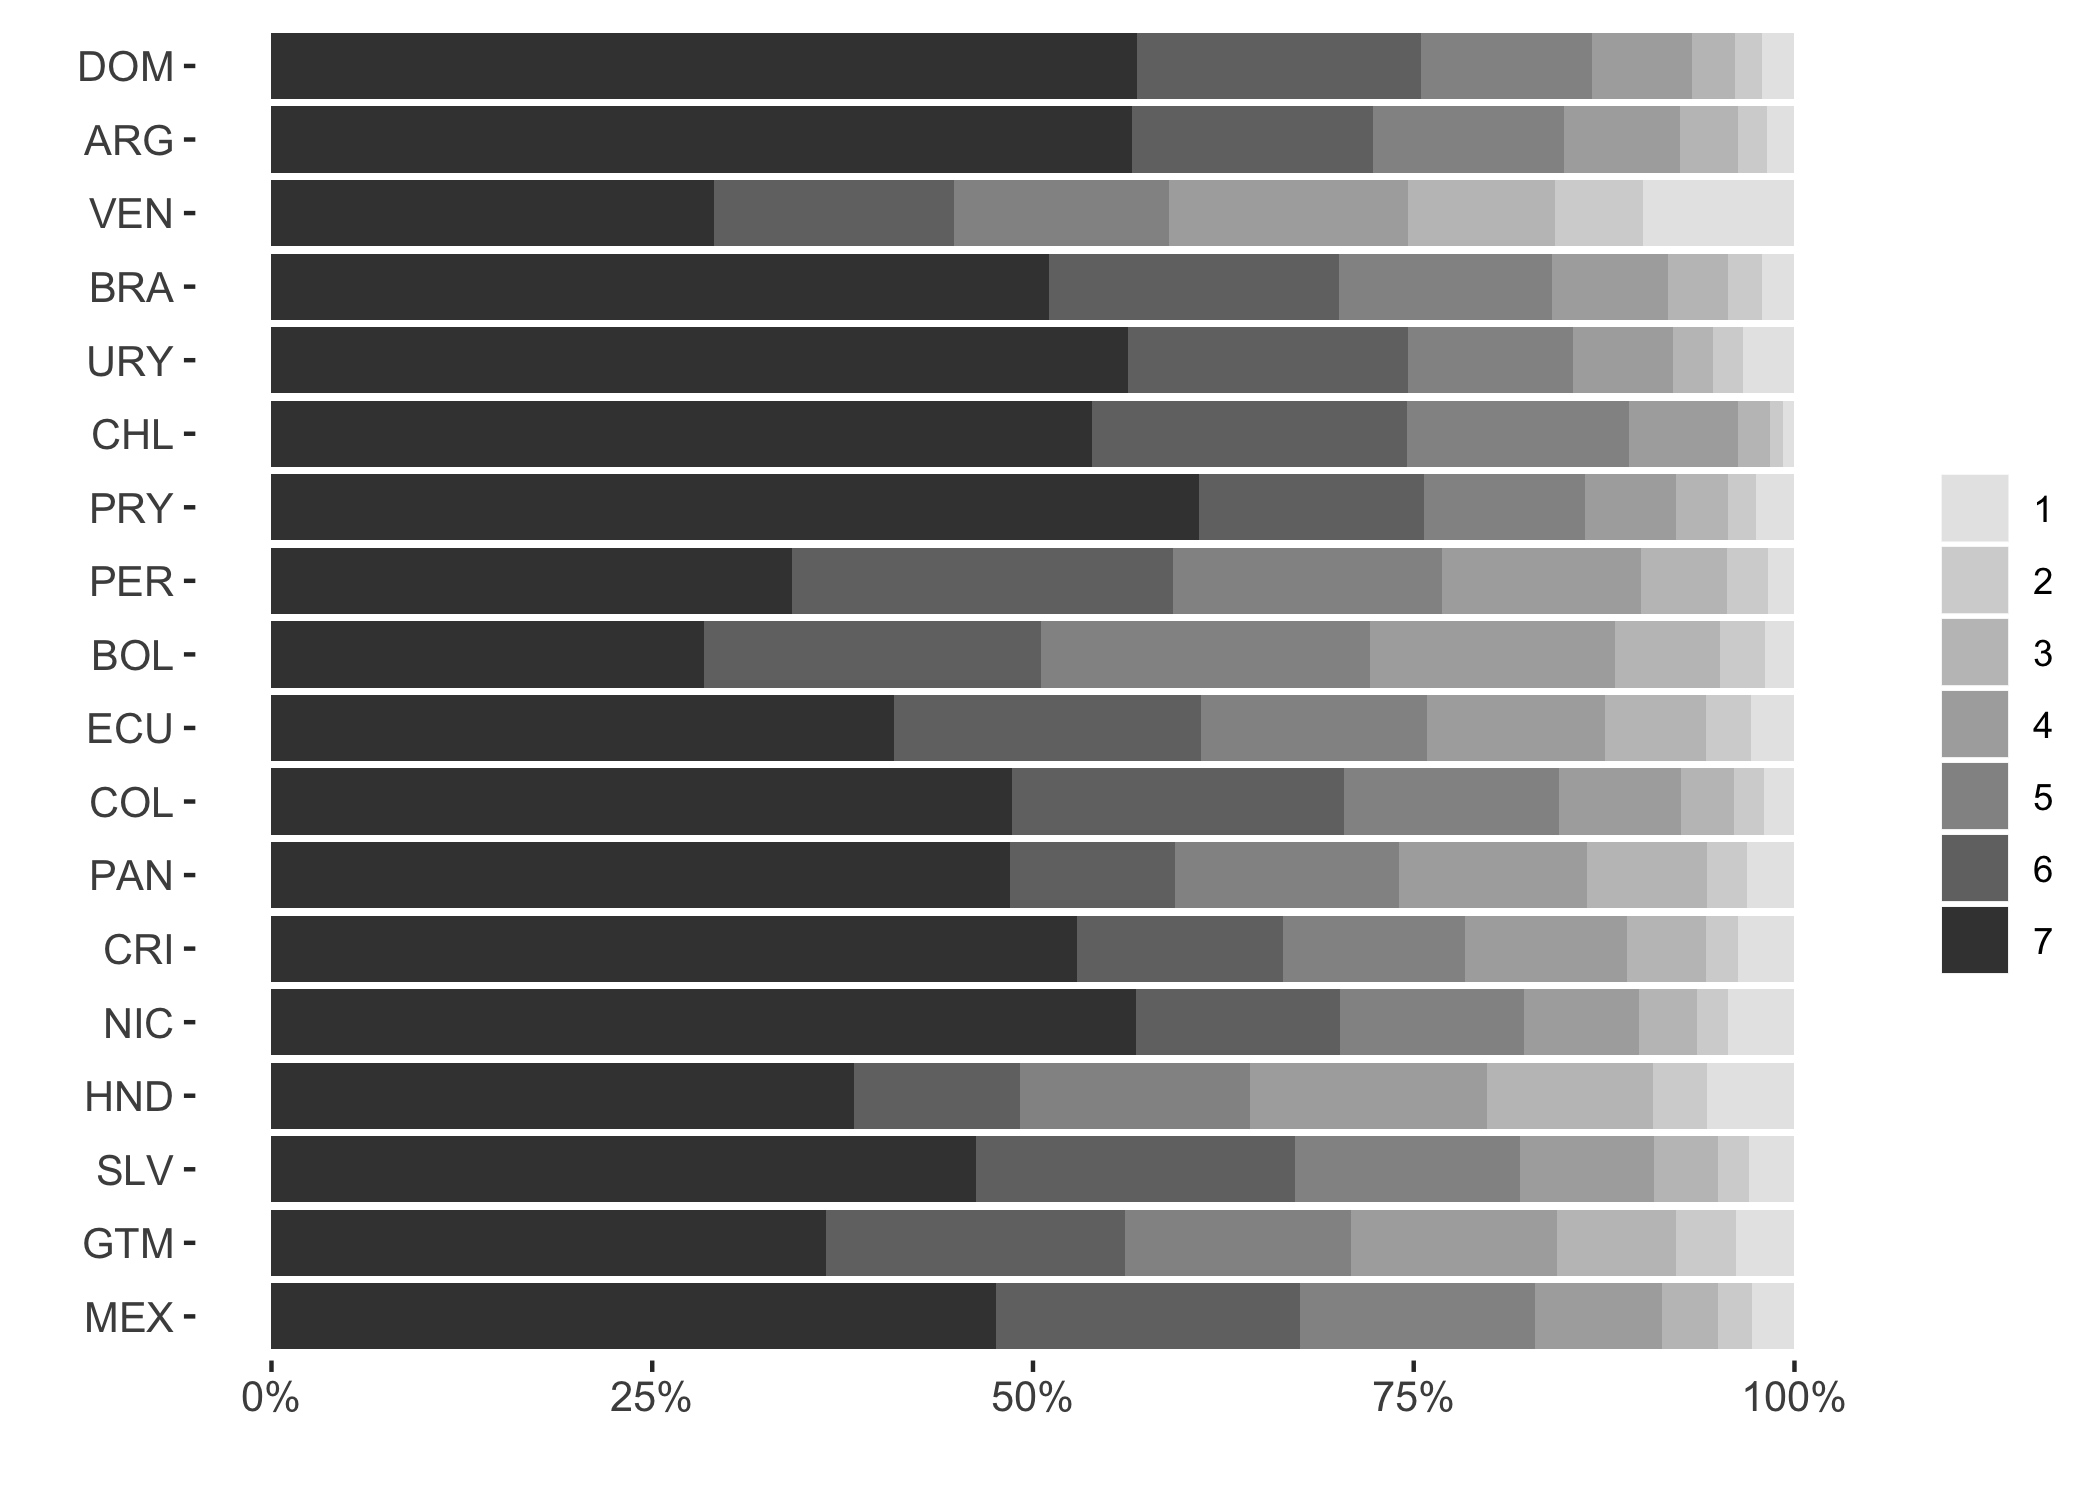 DOM
ARG
VEN
BRA
URY
CHL
PRY
PER
BOL
ECU
COL
PAN
CRI
NIC
HND
SLV
GTM
MEX
0% 25% 50% 75% 100%
1
2
3
4
5
6
7